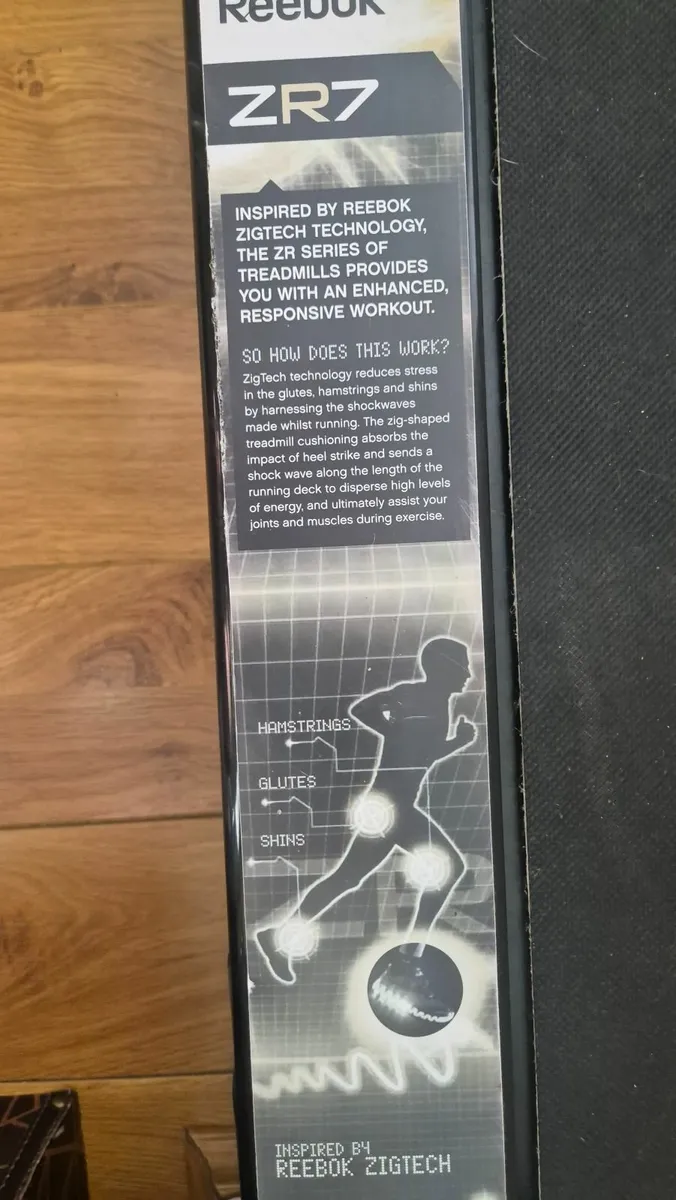 Reebok
ZR7
INSPIRED BY REEBOK
ZIGTECH TECHNOLOGY,
THE ZR SERIES OF
TREADMILLS PROVIDES
YOU WITH AN ENHANCED,
RESPONSIVE WORKOUT.
SO HOW DOES THIS WORK?
ZigTech technology reduces stress
in the glutes, hamstrings and shins
by harnessing the shockwaves
made whilst running. The zig-shaped
treadmill cushioning absorbs the
impact of heel strike and sends a
shock wave along the length of the
running deck to disperse high levels
of energy, and ultimately assist your
joints and muscles during exercise.
HAMSTRINGS
GLUTES
SHINS
INSPIRED BY
REEBOK ZIGTECH